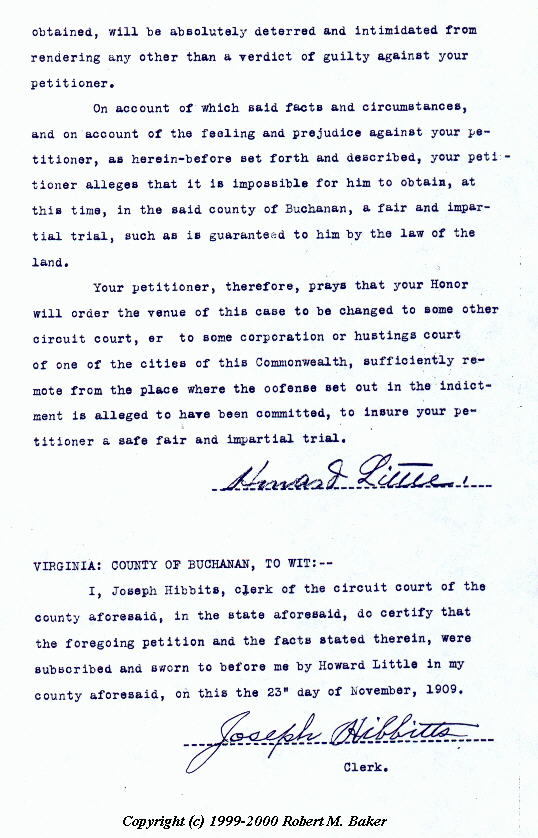 obtained, will be absolutely deterred and intimidated from
rendering any other than a verdict of guilty against your
petitioner.
On account of which said facts and circumstances,
and on account of the feeling and prejudice against your pe-
titioner, as herein-before set forth and described, your peti-
tioner alleges that it is impossible for him to obtain, at
this time, in the said county of Buchanan, a fair and impar-
tial trial, such as is guaranteed to him by the law of the
land.
Your petitioner, therefore, prays that your Honor
will order the venue of this case to be changed to some other
circuit court, er to some corporation or hustings court
of one of the cities of this Commonwealth, sufficiently re-
mote from the place where the oofense set out in the indict-
ment is alleged to have been committed, to insure your pe-
titioner a safe fair and impartial trial.
Howard Little.
VIRGINIA: COUNTY OF BUCHANAN, TO WIT:--
I, Joseph Hibbits, clerk of the circuit court of the
county aforesaid, in the state aforesaid, do certify that
the foregoing petition and the facts stated therein, were
subscribed and sworn to before me by Howard Little in my
county aforesaid, on this the 23" day of November, 1909.
Joseph Hibbitts
Clerk.
Copyright (c) 1999-2000 Robert M. Baker